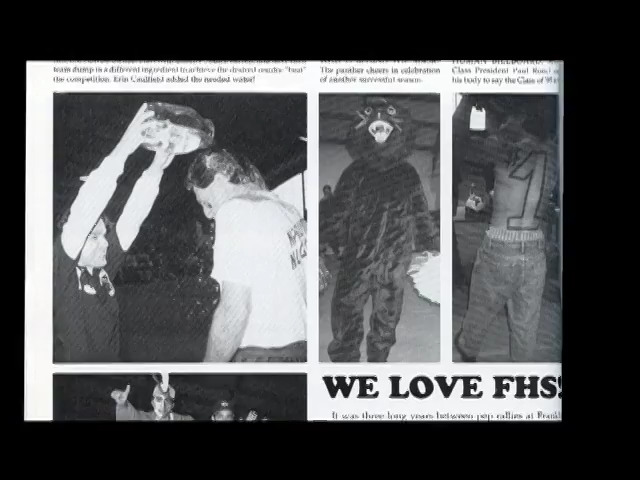 team dump is a different ingredient to achieve the desired results: "beat"
the competition. Erin Caulfield added the needed water!
The panther cheers in celebration
of another successful season.
HUMAN BILLBOARD.
Class President Paul
his body to say the Class of
1
WE LOVE FHS!
It was three long years between pep rallies at Frankl